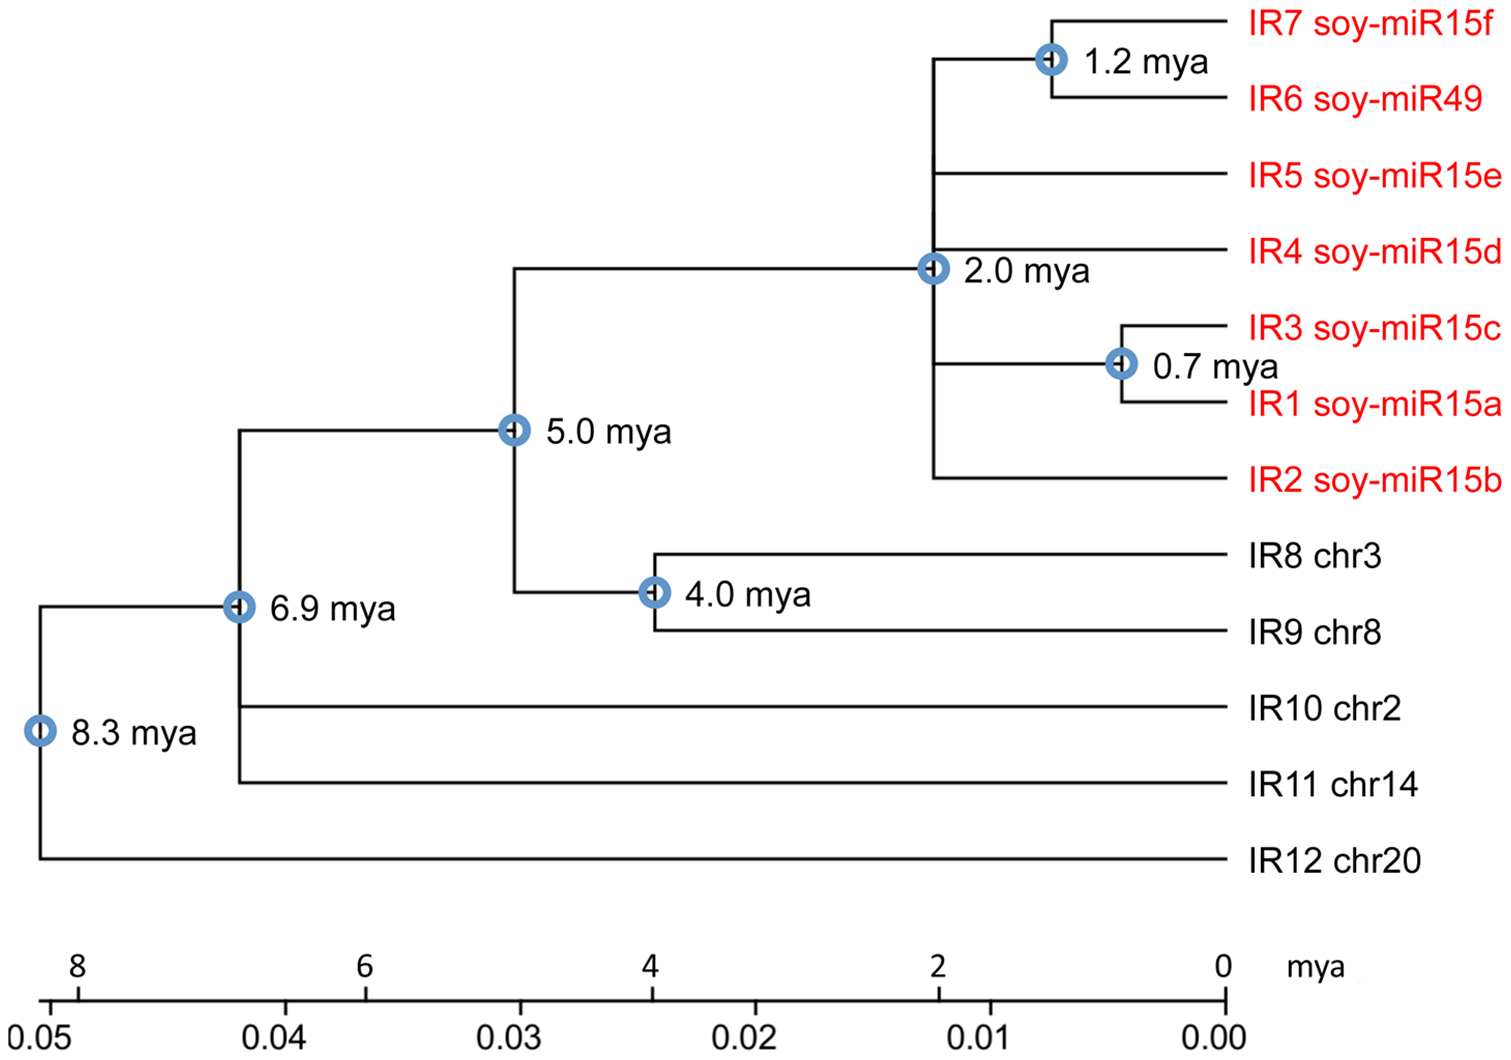 IR7 soy-miR15f
1.2 mya
IR6 soy-miR49
IR5 soy-miR15e
IR4 soy-miR15d
2.0 mya
IR3 soy-miR15c
0.7 mya
IR1 soy-miR15a
5.0 mya
IR2 soy-miR15b
IR8 chr3
4.0 mya
6.9 mya
IR9 chr8
IR10 chr2
8.3 mya
IR11 chr14
IR12 chr20
8 6 4 2 0 mya
0.05 0.04 0.03 0.02 0.01 0.00